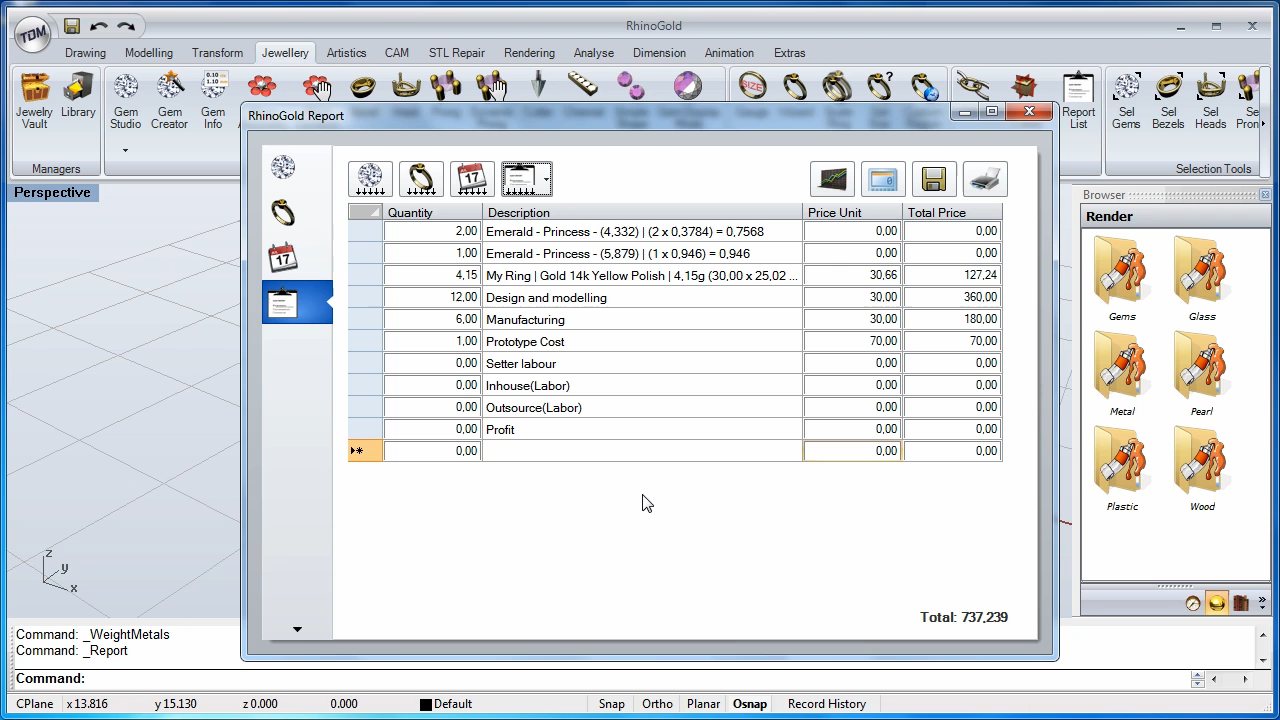 TDM
RhinoGold
Drawing Modelling Transform Jewellery Artistics CAM STL Repair Rendering Analyse Dimension Animation Extras
Jewelry Vault
Library
Managers
Gem Studio
Gem Creator
0.10
1.10
Gem Info
SIZE
Report List
Sel Gems
Sel Bezels
Sel Heads
Sel Pron
Selection Tools
Perspective
RhinoGold Report
17
17
Quantity Description Price Unit Total Price
2,00 Emerald - Princess - (4,332) | (2 x 0,3784) = 0,7568 0,00 0,00
1,00 Emerald - Princess - (5,879) | (1 x 0,946) = 0,946 0,00 0,00
4,15 My Ring | Gold 14k Yellow Polish | 4,15g (30,00 x 25,02 ... 30,66 127,24
12,00 Design and modelling 30,00 360,00
6,00 Manufacturing 30,00 180,00
1,00 Prototype Cost 70,00 70,00
0,00 Setter labour 0,00 0,00
0,00 Inhouse(Labor) 0,00 0,00
0,00 Outsource(Labor) 0,00 0,00
0,00 Profit 0,00 0,00
0,00 0,00 0,00
Total: 737,239
Browser
Render
Gems Glass
Metal Pearl
Plastic Wood
z
y
x
Command: _WeightMetals
Command: _Report
Command:
CPlane x 13.816 y 15.130 z 0.000 0.000 Default Snap Ortho Planar Osnap Record History